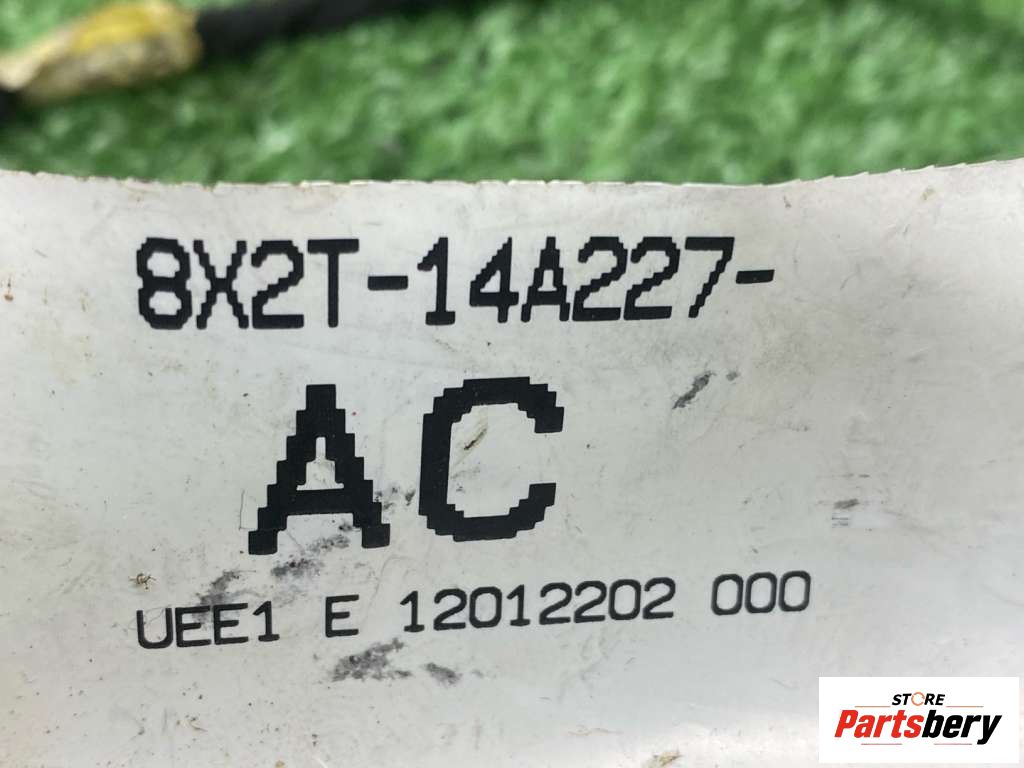 8X2T-14A227-
AC
UEE1 E 12012202 000
STORE
Partsbery